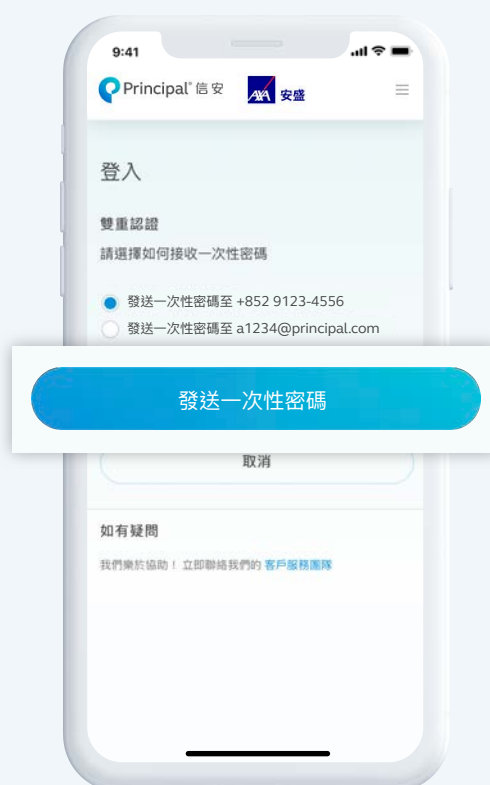 9:41
Principal® 信安 AXA 安盛
登入
雙重認證
請選擇如何接收一次性密碼
發送一次性密碼至 +852 9123-4556
發送一次性密碼至 a1234@principal.com
發送一次性密碼
取消
如有疑問
我們樂於協助！立即聯絡我們的 客戶服務團隊